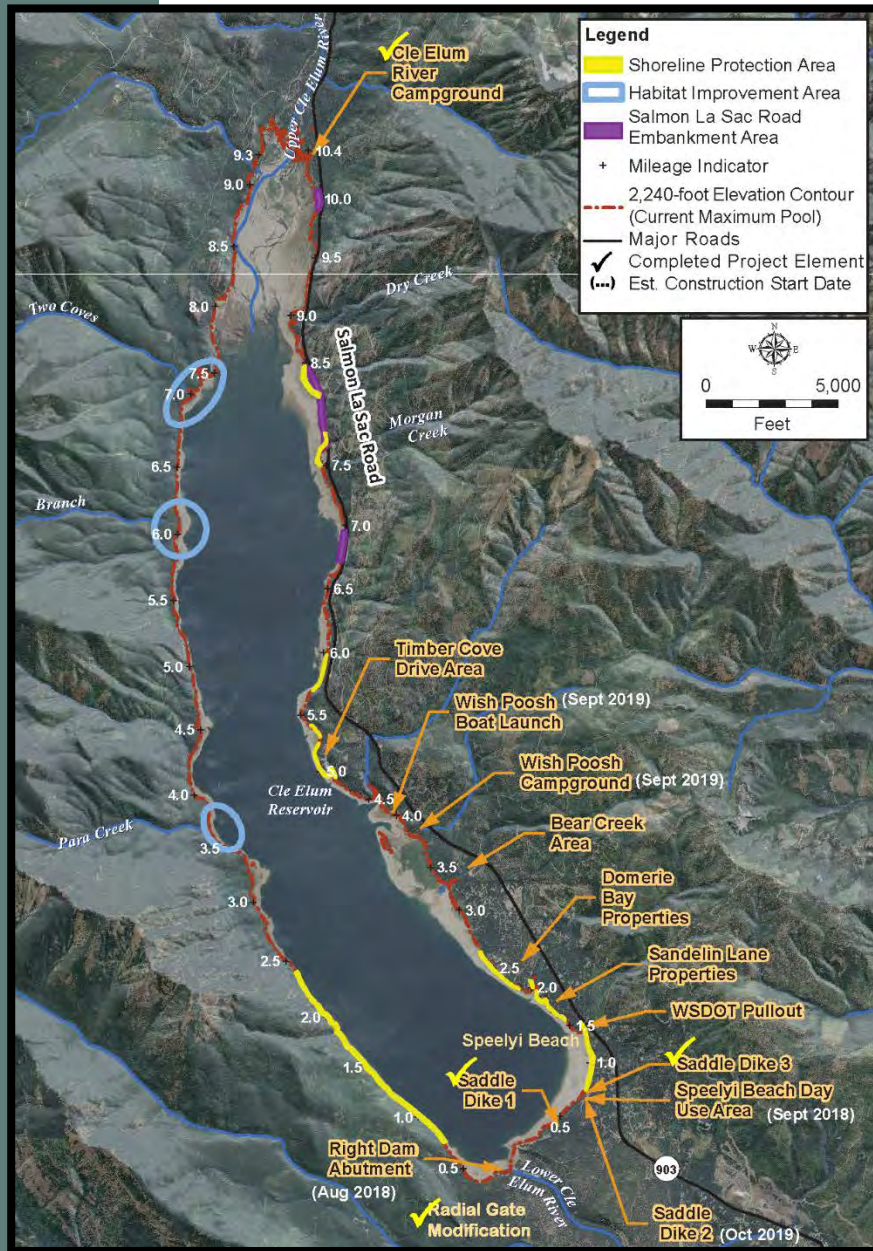 Legend
Shoreline Protection Area
Habitat Improvement Area
Salmon La Sac Road
Embankment Area
Mileage Indicator
2,240-foot Elevation Contour
(Current Maximum Pool)
Major Roads
Completed Project Element
(---) Est. Construction Start Date
N
W E
S
0 5,000
Feet
Cle Elum
River
Campground
Upper Cle Elum River
10.4
9.3
9.0
10.0
8.5
9.5
Dry Creek
Two Coves
8.0
9.0
Salmon La Sac Road
8.5
7.5
7.0
Morgan
Creek
6.5
7.5
Branch
6.0
7.0
5.5
6.5
6.0
Timber Cove
Drive Area
5.0
Wish Poosh
Boat Launch
(Sept 2019)
5.5
4.5
5.0
Wish Poosh
Campground
(Sept 2019)
Cle Elum
Reservoir
4.0
4.5
4.0
Bear Creek
Area
Para Creek
3.5
3.5
Domerie
Bay
Properties
3.0
3.0
Sandelin Lane
Properties
2.5
2.5
2.0
WSDOT Pullout
2.0
1.5
Speelyi Beach
1.5
1.0
Saddle Dike 3
Saddle
Dike 1
Speelyi Beach Day
Use Area
(Sept 2018)
1.0
0.5
Right Dam
Abutment
(Aug 2018)
0.5
Lower Cle
Elum River
903
Radial Gate
Modification
Saddle
Dike 2
(Oct 2019)